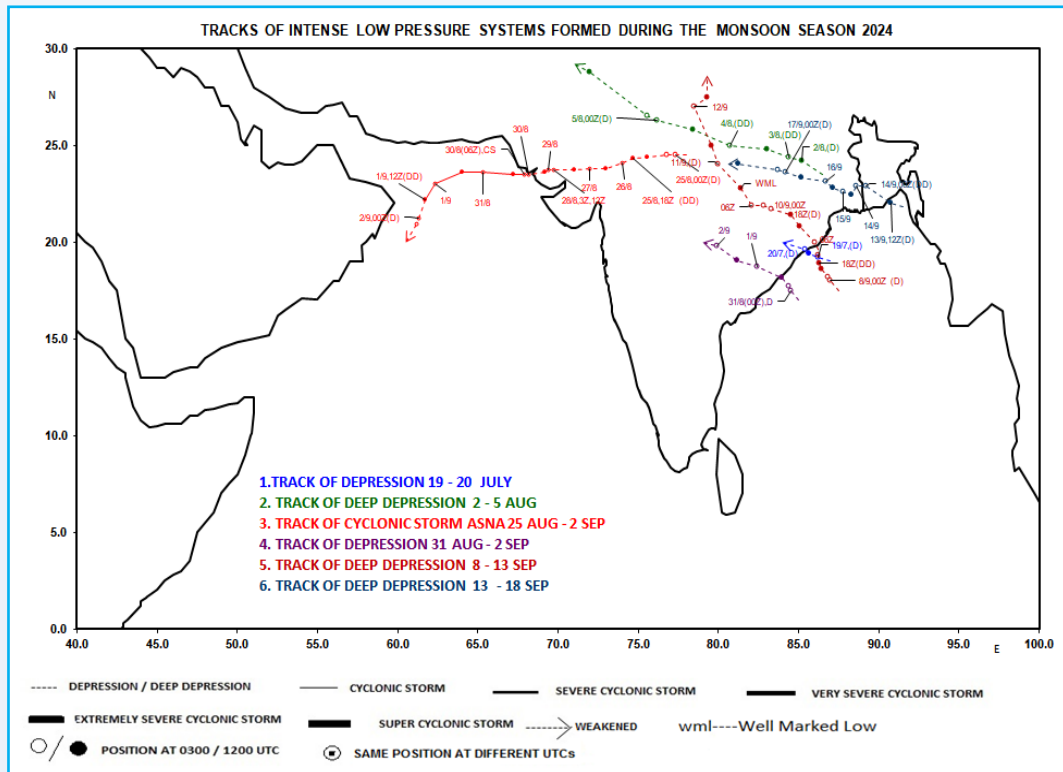 TRACKS OF INTENSE LOW PRESSURE SYSTEMS FORMED DURING THE MONSOON SEASON 2024
30.0
N
25.0
20.0
15.0
10.0
5.0
0.0
5/8,00Z(D)
4/8,(DD)
3/8,(DD)
2/8,(D)
12/9
17/9,00Z(D)
16/9
14/9,06Z(DD)
30/8
30/8(06Z).CS
29/8
28/8,3Z,12Z
27/8
26/8
25/8,18Z (DD)
25/8,00Z(D)
11/9,(D)
WML
1/9,12Z(DD)
1/9
31/8
2/9,00Z(D)
06Z
10/9,00Z
18Z(D)
15/9
14/9
13/9,12Z(D)
2/9
1/9
20/7,(D)
19/7,(D)
18Z(DD)
8/9,00Z (D)
31/8(00Z),D
1.TRACK OF DEPRESSION 19 - 20 JULY
2. TRACK OF DEEP DEPRESSION 2 - 5 AUG
3. TRACK OF CYCLONIC STORM ASNA 25 AUG - 2 SEP
4. TRACK OF DEPRESSION 31 AUG - 2 SEP
5. TRACK OF DEEP DEPRESSION 8 - 13 SEP
6. TRACK OF DEEP DEPRESSION 13 - 18 SEP
40.0 45.0 50.0 55.0 60.0 65.0 70.0 75.0 80.0 85.0 90.0 95.0 100.0
E
DEPRESSION / DEEP DEPRESSION CYCLONIC STORM SEVERE CYCLONIC STORM VERY SEVERE CYCLONIC STORM
EXTREMELY SEVERE CYCLONIC STORM SUPER CYCLONIC STORM WEAKENED wml----Well Marked Low
POSITION AT 0300 / 1200 UTC SAME POSITION AT DIFFERENT UTCs